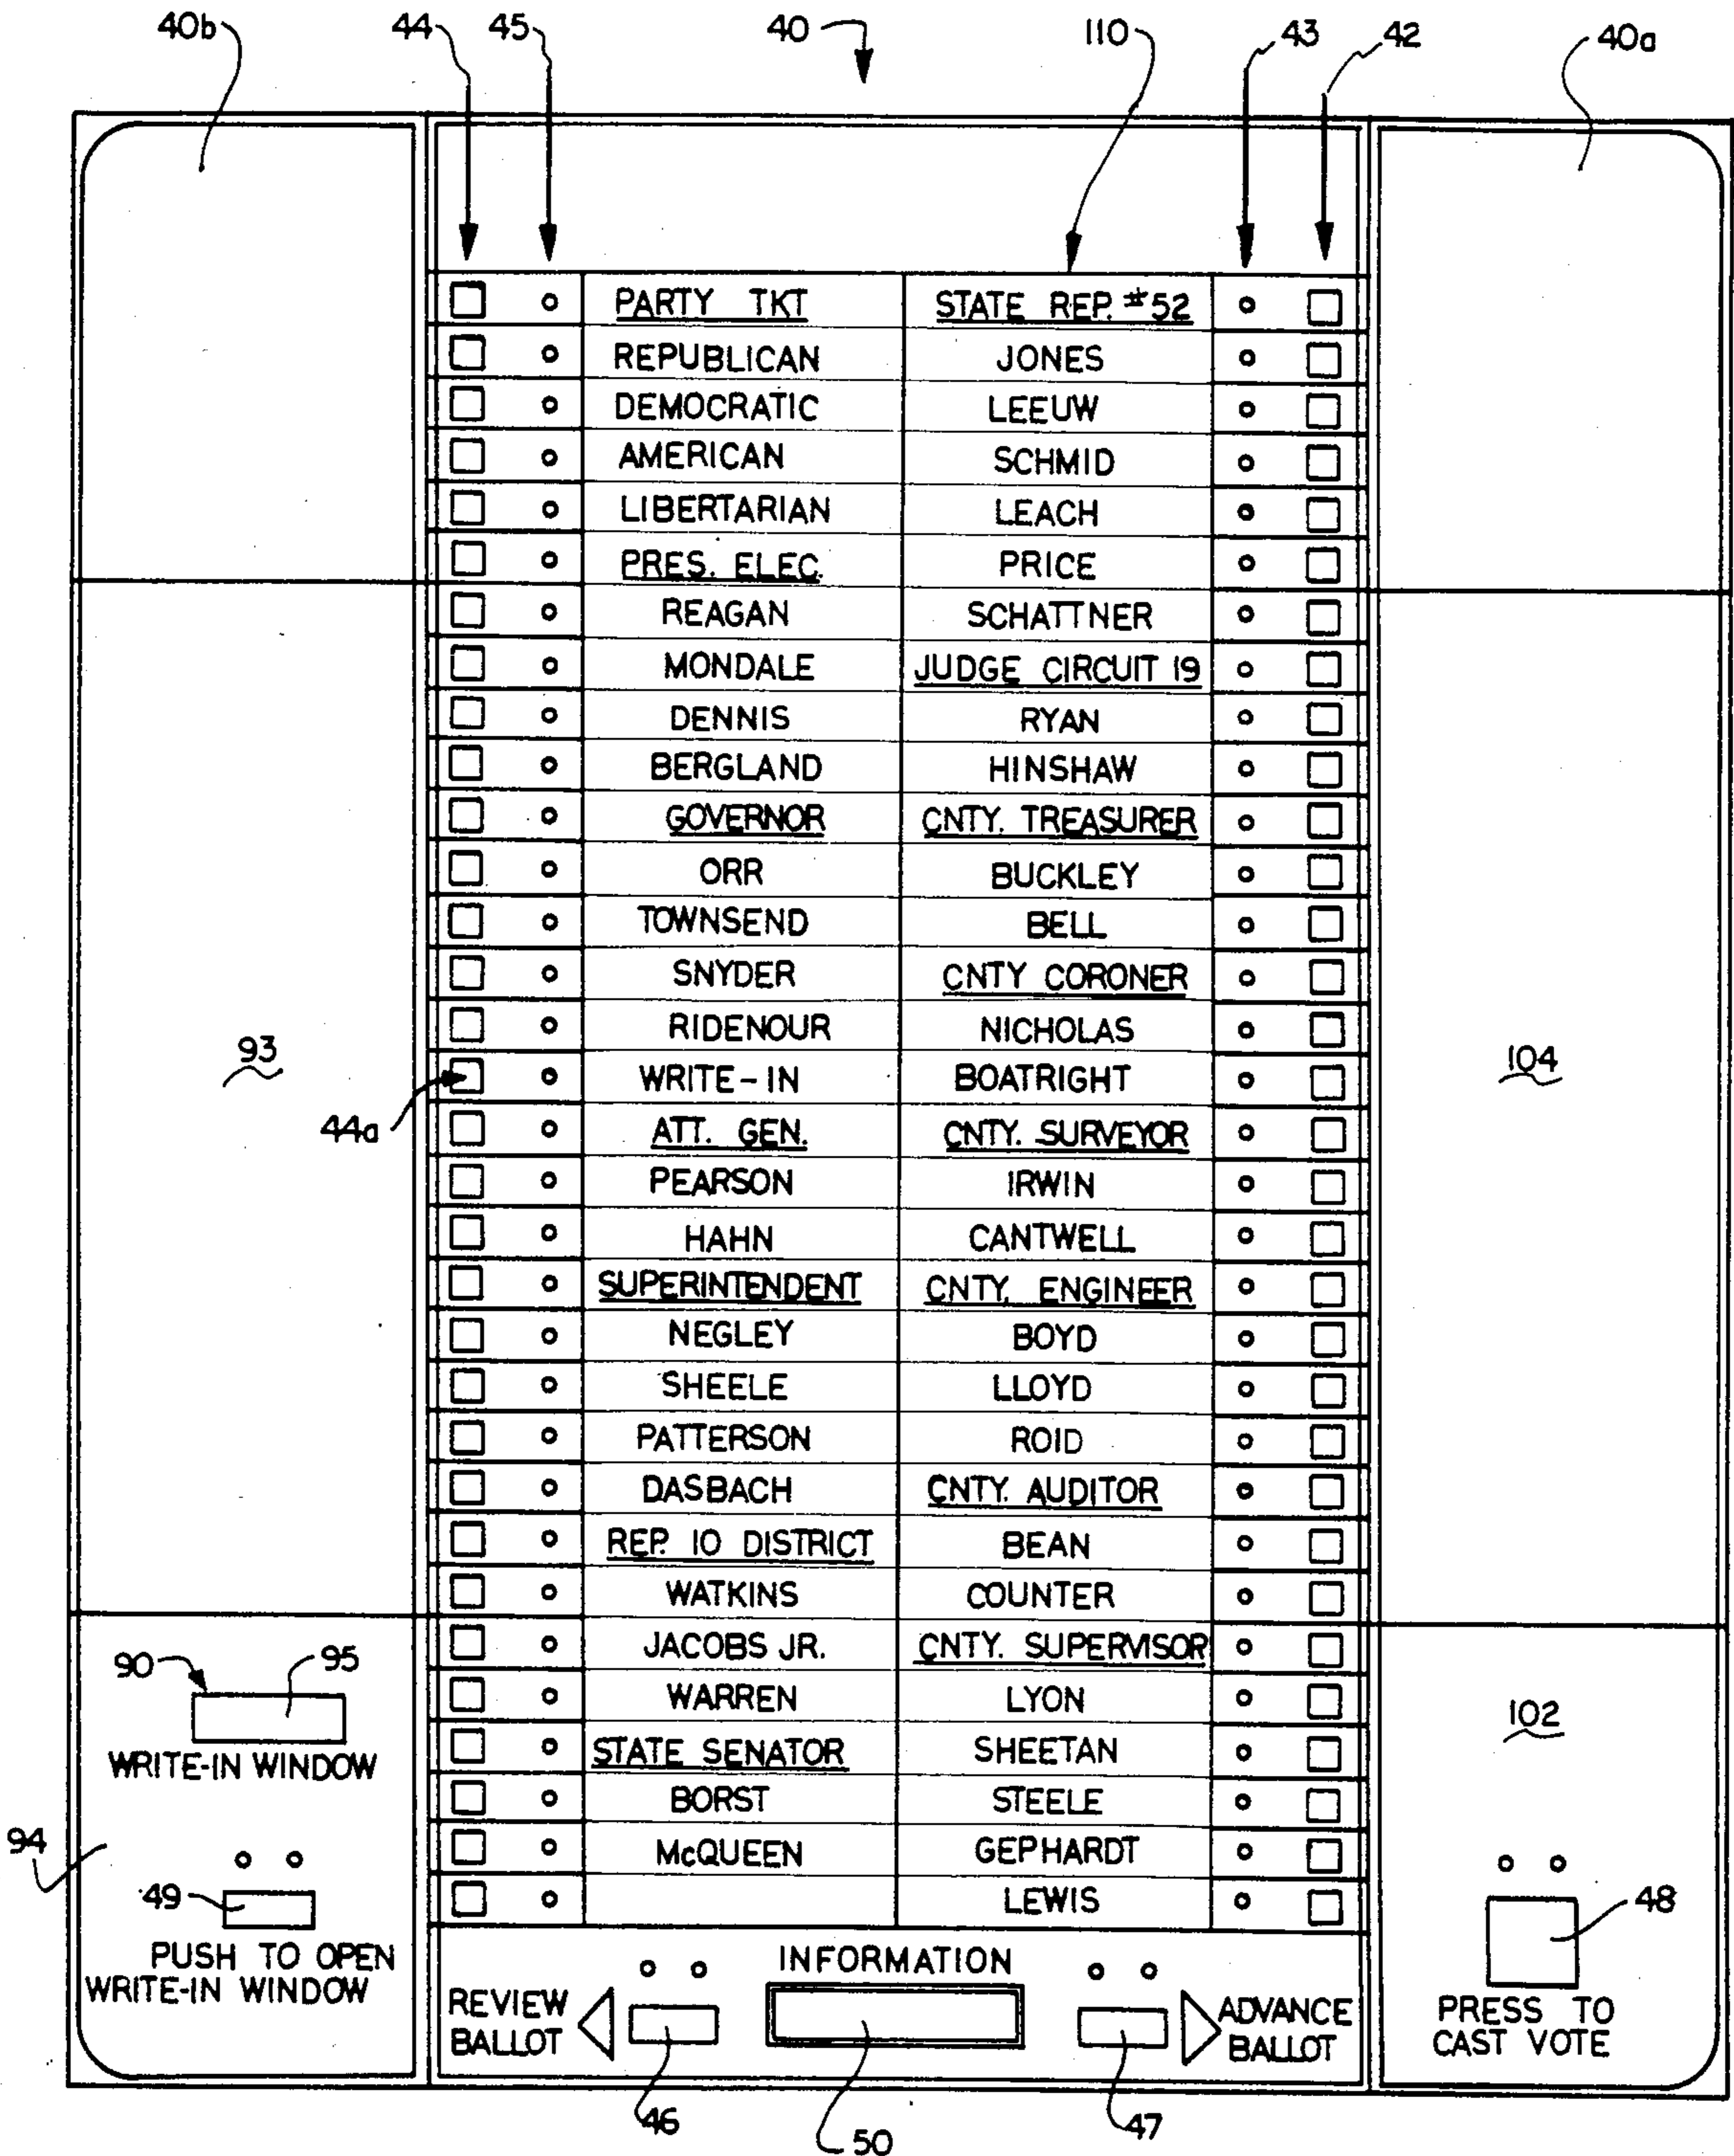 40b 44 45 40 110 43 42 40a
PARTY TKT STATE REP. #52
REPUBLICAN JONES
DEMOCRATIC LEEUW
AMERICAN SCHMID
LIBERTARIAN LEACH
PRES. ELEC. PRICE
REAGAN SCHATTNER
MONDALE JUDGE CIRCUIT 19
DENNIS RYAN
BERGLAND HINSHAW
GOVERNOR CNTY. TREASURER
ORR BUCKLEY
TOWNSEND BELL
SNYDER CNTY CORONER
RIDENOUR NICHOLAS
93 WRITE-IN BOATRIGHT 104
44a ATT. GEN. CNTY. SURVEYOR
PEARSON IRWIN
HAHN CANTWELL
SUPERINTENDENT CNTY. ENGINEER
NEGLEY BOYD
SHEELE LLOYD
PATTERSON ROID
DASBACH CNTY. AUDITOR
REP. 10 DISTRICT BEAN
WATKINS COUNTER
90 95 JACOBS JR. CNTY. SUPERVISOR
WARREN LYON 102
WRITE-IN WINDOW STATE SENATOR SHEETAN
BORST STEELE
94 McQUEEN GEPHARDT
49 LEWIS 48
PUSH TO OPEN
WRITE-IN WINDOW
INFORMATION
REVIEW
BALLOT
ADVANCE
BALLOT
PRESS TO
CAST VOTE
46 50 47